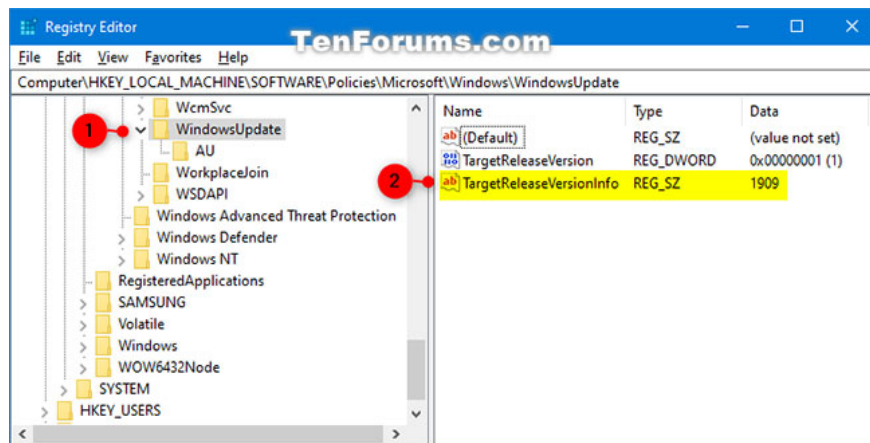 Registry Editor
TenForums.com
File Edit View Favorites Help
Computer\HKEY_LOCAL_MACHINE\SOFTWARE\Policies\Microsoft\Windows\WindowsUpdate
WcmSvc
1 WindowsUpdate
AU
WorkplaceJoin
WSDAPI
Windows Advanced Threat Protection
Windows Defender
Windows NT
RegisteredApplications
SAMSUNG
Volatile
Windows
WOW6432Node
SYSTEM
HKEY_USERS
Name Type Data
ab (Default) REG_SZ (value not set)
TargetReleaseVersion REG_DWORD 0x00000001 (1)
2 ab TargetReleaseVersionInfo REG_SZ 1909